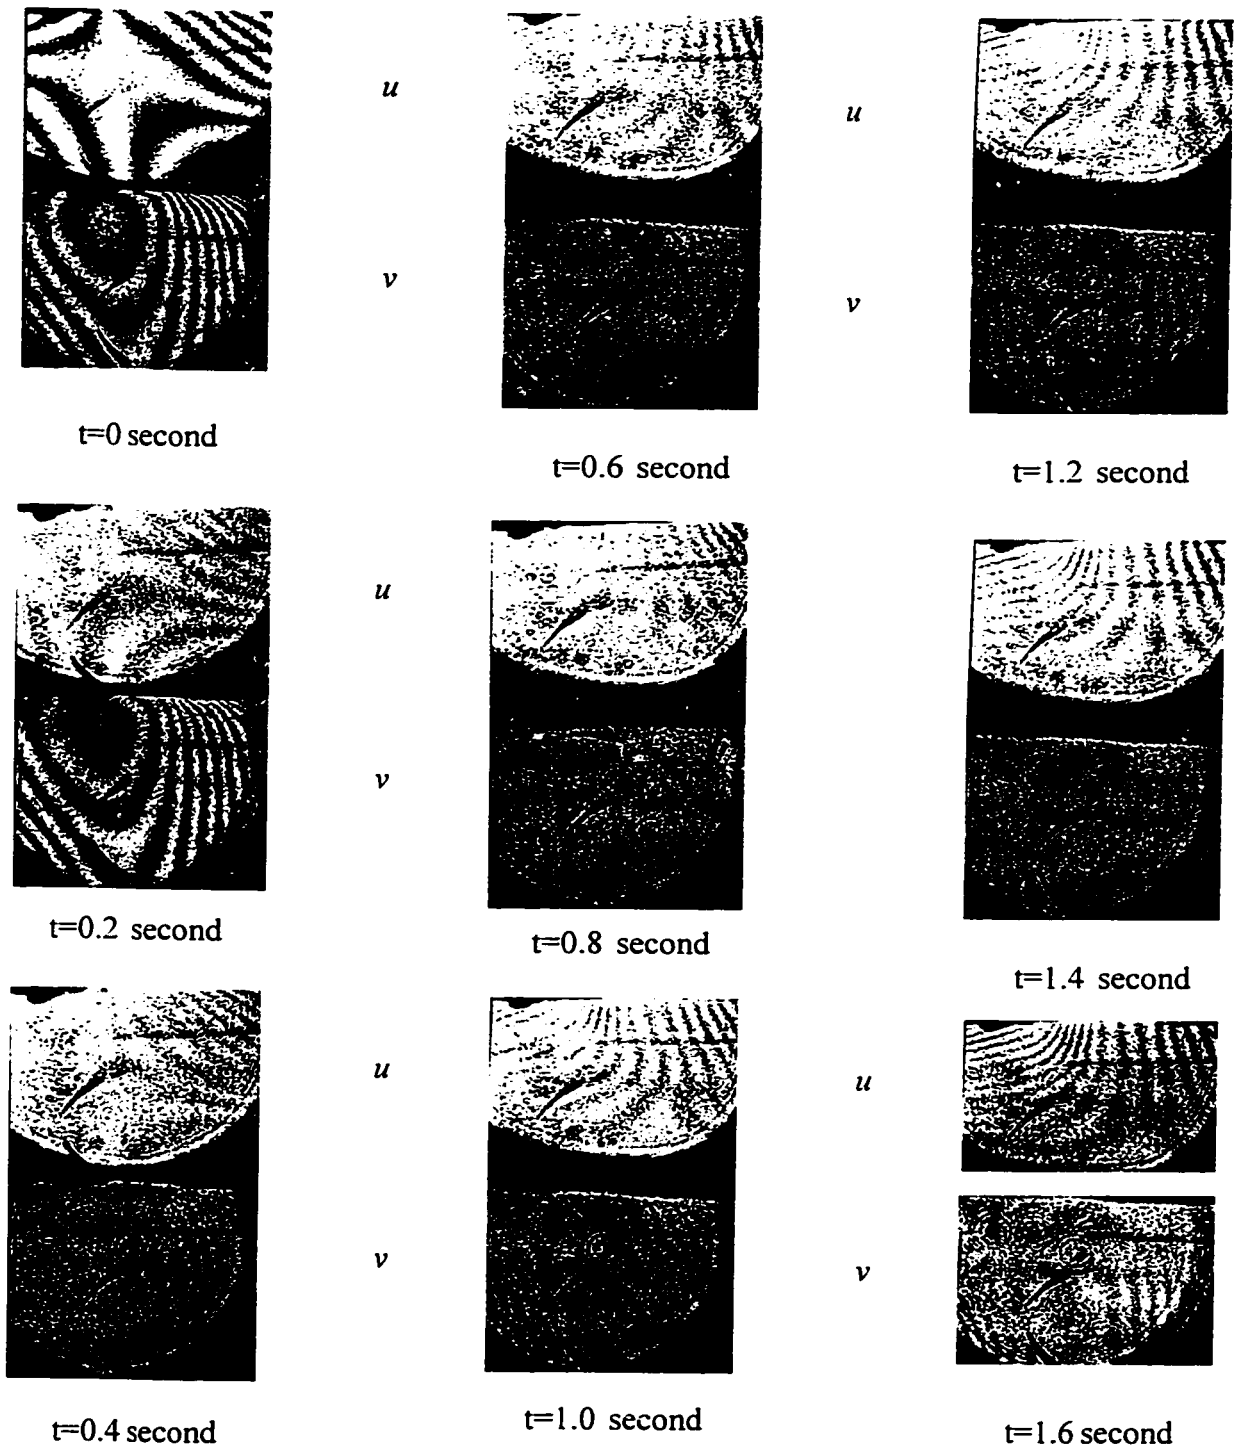 u
v
t=0 second
u
v
t=0.2 second
u
v
t=0.4 second
t=0.6 second
u
v
t=0.8 second
t=1.0 second
u
v
t=1.2 second
t=1.4 second
t=1.6 second